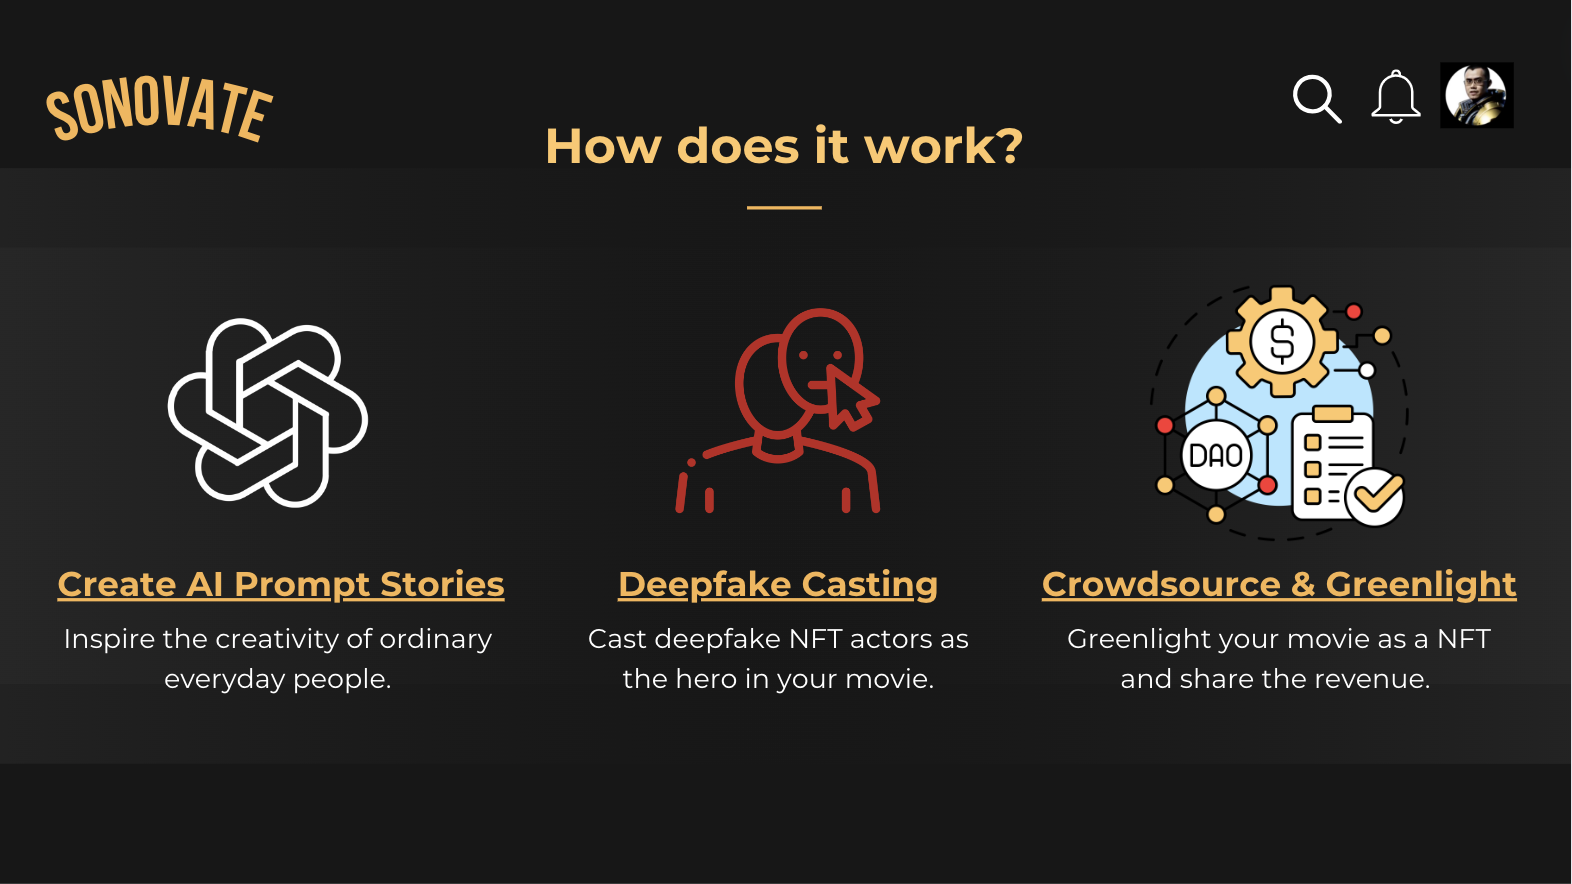 SONOVATE
How does it work?
$
DAO
Create AI Prompt Stories
Inspire the creativity of ordinary
everyday people.
Deepfake Casting
Cast deepfake NFT actors as
the hero in your movie.
Crowdsource & Greenlight
Greenlight your movie as a NFT
and share the revenue.